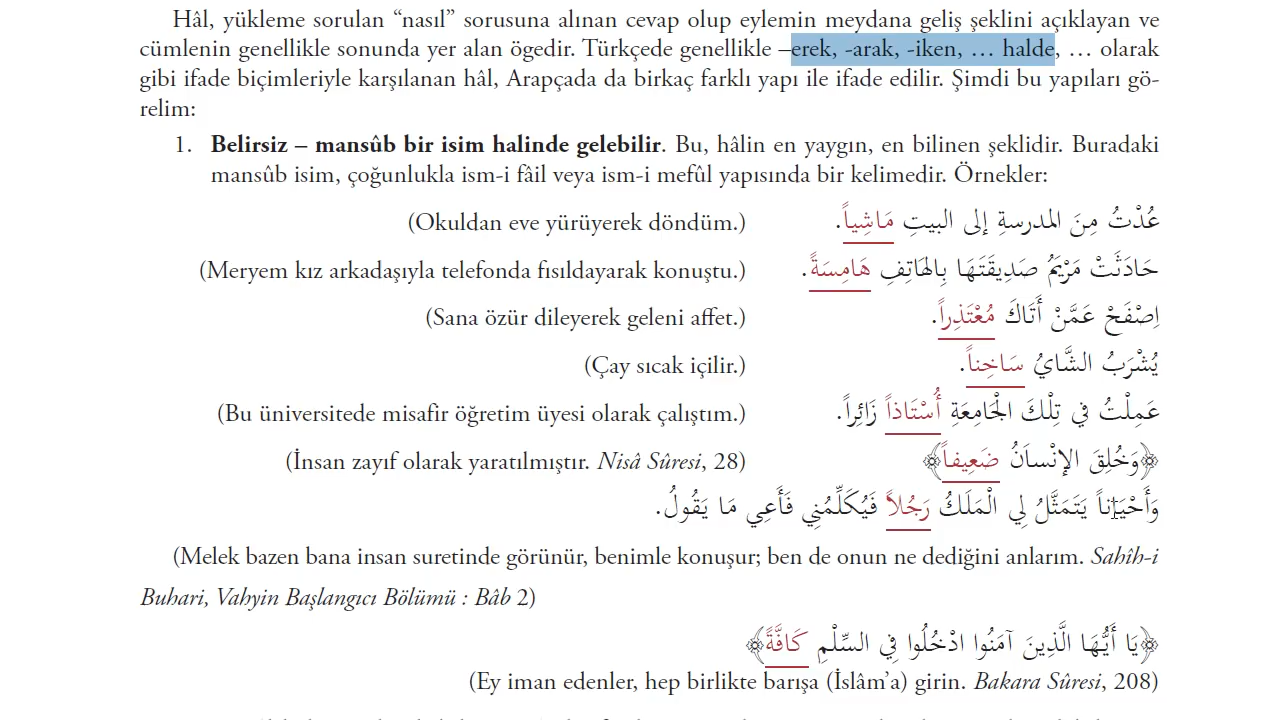 Hâl, yükleme sorulan “nasıl” sorusuna alınan cevap olup eylemin meydana geliş şeklini açıklayan ve
cümlenin genellikle sonunda yer alan ögedir. Türkçede genellikle –erek, -arak, -iken, … halde, … olarak
gibi ifade biçimleriyle karşılanan hâl, Arapçada da birkaç farklı yapı ile ifade edilir. Şimdi bu yapıları gö-
relim:
1. Belirsiz – mansûb bir isim halinde gelebilir. Bu, hâlin en yaygın, en bilinen şeklidir. Buradaki
mansûb isim, çoğunlukla ism-i fâil veya ism-i mefûl yapısında bir kelimedir. Örnekler:
عُدْتُ مِنَ المدرسةِ إلى البيتِ مَاشِياً. (Okuldan eve yürüyerek döndüm.)
حَادَثَتْ مَرْيَمُ صَدِيقَتَهَا بِالهَاتِفِ هَامِسَةً. (Meryem kız arkadaşıyla telefonda fısıldayarak konuştu.)
اِصْفَحْ عَمَّنْ أَتَاكَ مُعْتَذِراً. (Sana özür dileyerek geleni affet.)
يُشْرَبُ الشَّايُ سَاخِناً. (Çay sıcak içilir.)
عَمِلْتُ في تِلْكَ الجَامِعَةِ أُسْتَاذاً زَائِراً. (Bu üniversitede misafir öğretim üyesi olarak çalıştım.)
﴿وَخُلِقَ الإنْسَانُ ضَعِيفاً﴾ (İnsan zayıf olarak yaratılmıştır. Nisâ Sûresi, 28)
وَأَحْيَاناً يَتَمَثَّلُ لِي الْمَلَكُ رَجُلاً فَيُكَلِّمُنِي فَأَعِي مَا يَقُولُ.
(Melek bazen bana insan suretinde görünür, benimle konuşur; ben de onun ne dediğini anlarım. Sahîh-i
Buhari, Vahyin Başlangıcı Bölümü : Bâb 2)
﴿يَا أَيُّهَا الَّذِينَ آمَنُوا ادْخُلُوا فِي السِّلْمِ كَافَّةً﴾
(Ey iman edenler, hep birlikte barışa (İslâm’a) girin. Bakara Sûresi, 208)